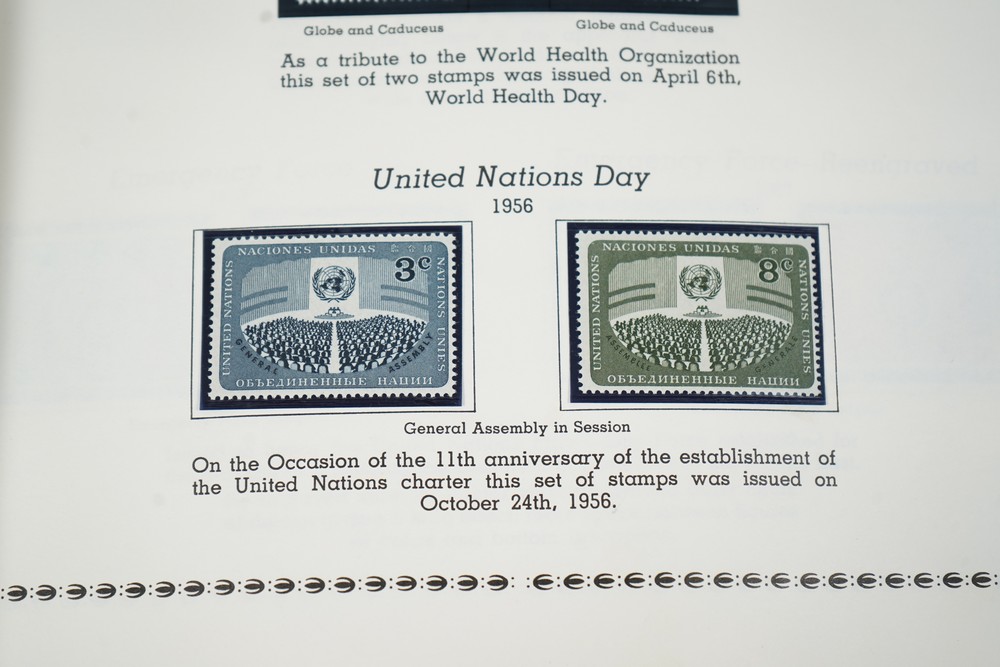 Globe and Caduceus
Globe and Caduceus
As a tribute to the World Health Organization
this set of two stamps was issued on April 6th,
World Health Day.
United Nations Day
1956
NACIONES UNIDAS
3c
UNITED NATIONS
NATIONS UNIES
GENERAL ASSEMBLY
ОБЪЕДИНЕННЫЕ НАЦИИ
NACIONES UNIDAS
8c
UNITED NATIONS
NATIONS UNIES
ASSEMBLÉE GÉNÉRALE
ОБЪЕДИНЕННЫЕ НАЦИИ
General Assembly in Session
On the Occasion of the 11th anniversary of the establishment of
the United Nations charter this set of stamps was issued on
October 24th, 1956.